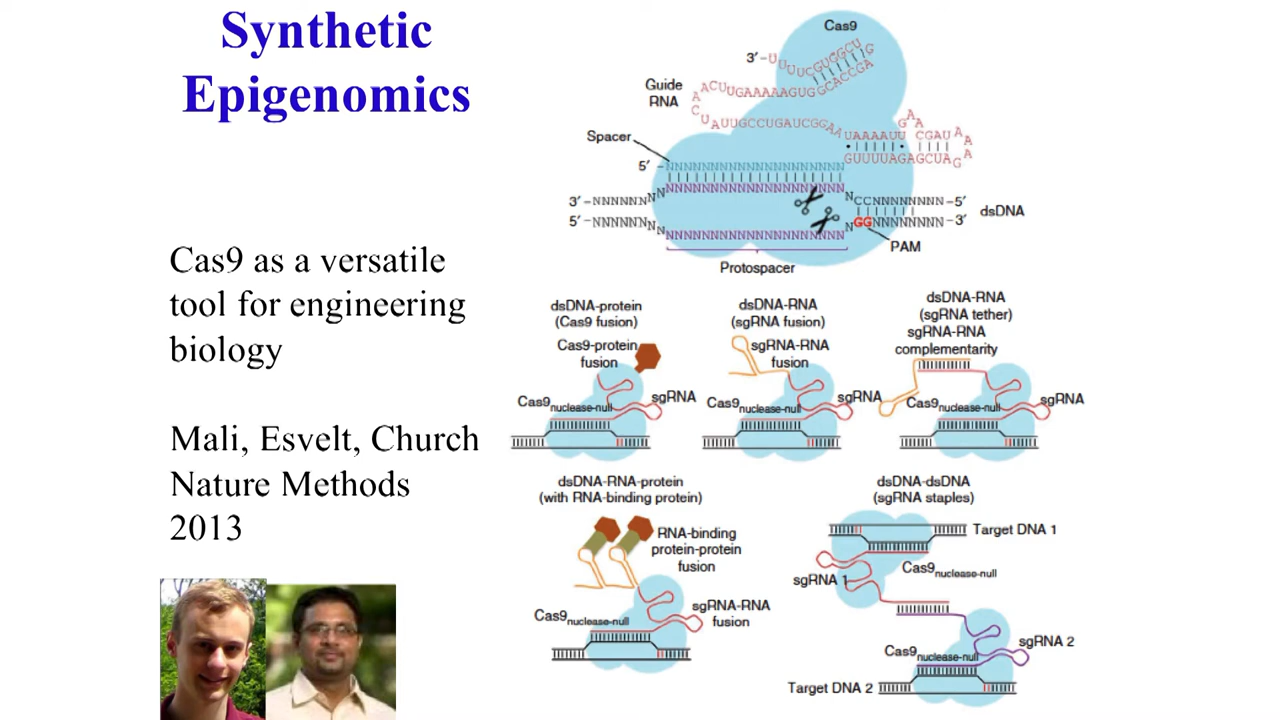 Synthetic
Epigenomics
Cas9 as a versatile
tool for engineering
biology
Mali, Esvelt, Church
Nature Methods
2013
Cas9
3′
Guide
RNA
Spacer
5′
NNNNNNNNNNNNNNNNNNNN
3′
5′
5′
3′
dsDNA
PAM
Protospacer
dsDNA-protein
(Cas9 fusion)
Cas9-protein
fusion
sgRNA
Cas9nuclease-null
dsDNA-RNA
(sgRNA fusion)
sgRNA-RNA
fusion
sgRNA
Cas9nuclease-null
dsDNA-RNA
(sgRNA tether)
sgRNA-RNA
complementarity
sgRNA
Cas9nuclease-null
dsDNA-RNA-protein
(with RNA-binding protein)
RNA-binding
protein-protein
fusion
Cas9nuclease-null
sgRNA-RNA
fusion
dsDNA-dsDNA
(sgRNA staples)
Target DNA 1
Cas9nuclease-null
sgRNA 1
sgRNA 2
Cas9nuclease-null
Target DNA 2